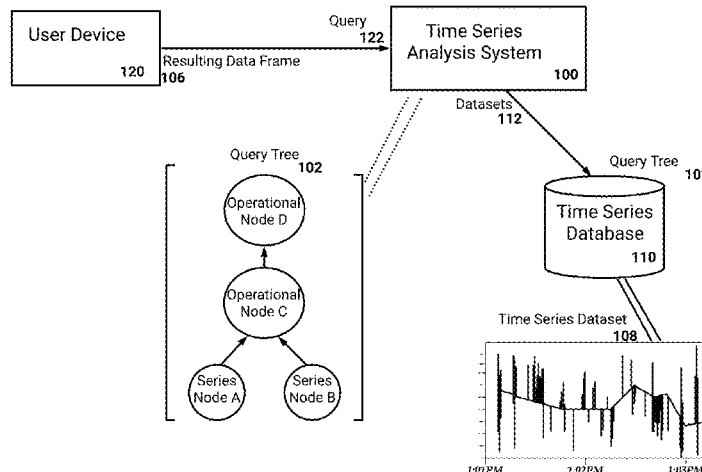 User Device
120
Query
122
Resulting Data Frame
106
Time Series
Analysis System
100
Datasets
112
Query Tree
102
Operational
Node D
Operational
Node C
Series
Node A
Series
Node B
Query Tree
Time Series
Database
110
Time Series Dataset
108
1:02PM
1:03PM